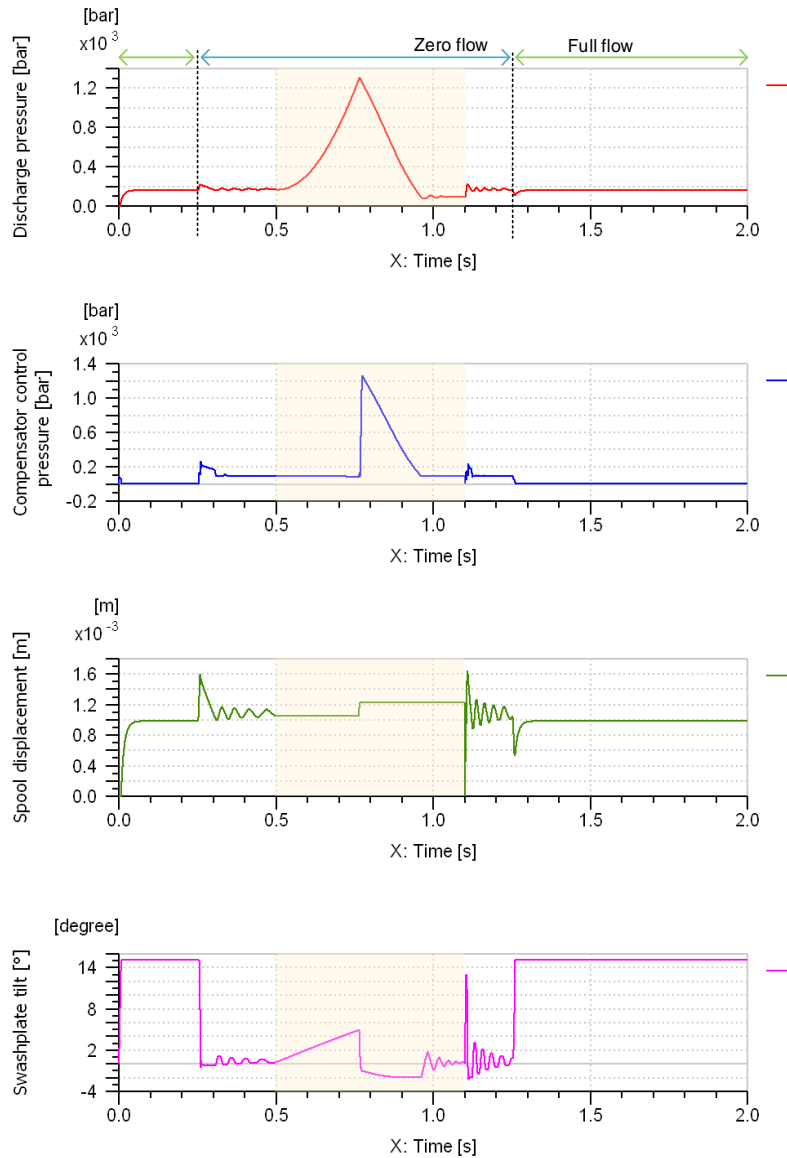 [bar]
x10 3
Zero flow
Full flow
Discharge pressure [bar]
1.2
0.8
0.4
0.0
0.0 0.5 1.0 1.5 2.0
X: Time [s]
[bar]
x10 3
Compensator control
pressure [bar]
1.4
1.0
0.6
0.2
-0.2
0.0 0.5 1.0 1.5 2.0
X: Time [s]
[m]
x10 -3
Spool displacement [m]
1.6
1.2
0.8
0.4
0.0
0.0 0.5 1.0 1.5 2.0
X: Time [s]
[degree]
Swashplate tilt [°]
14
8
2
-4
0.0 0.5 1.0 1.5 2.0
X: Time [s]